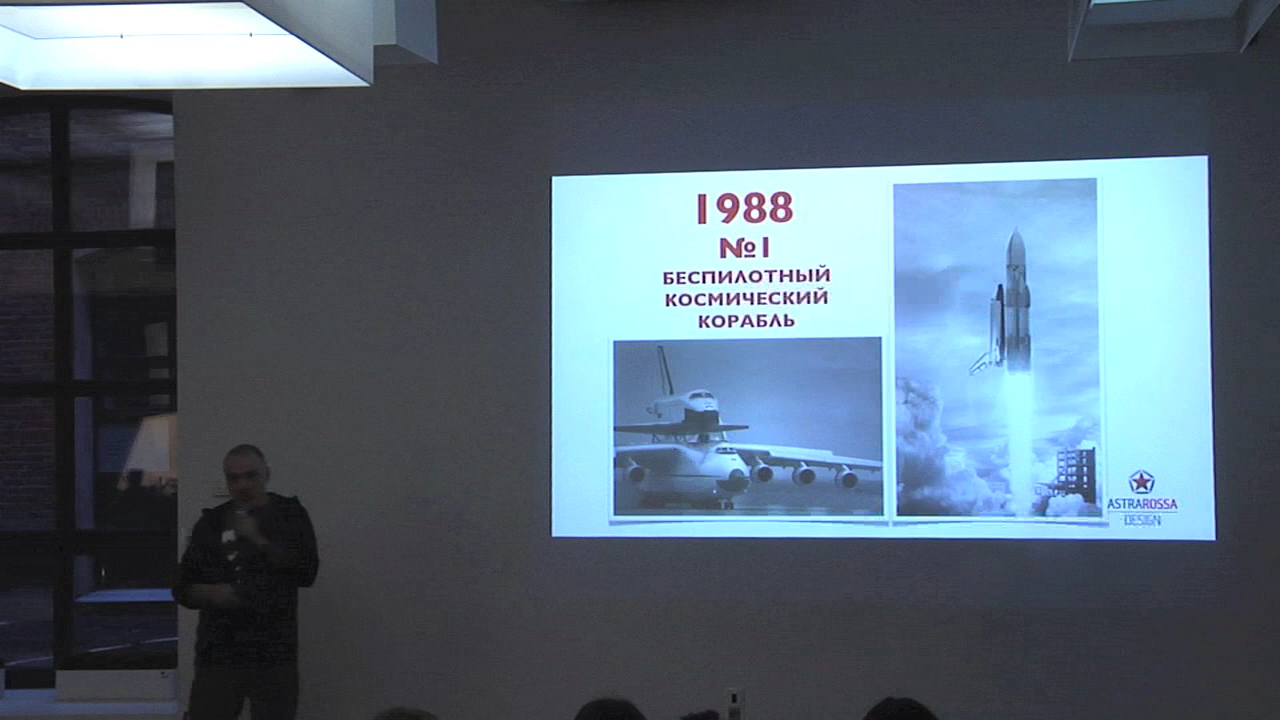 1988
№1
БЕСПИЛОТНЫЙ
КОСМИЧЕСКИЙ
КОРАБЛЬ
ASTRAROSSA
DESIGN